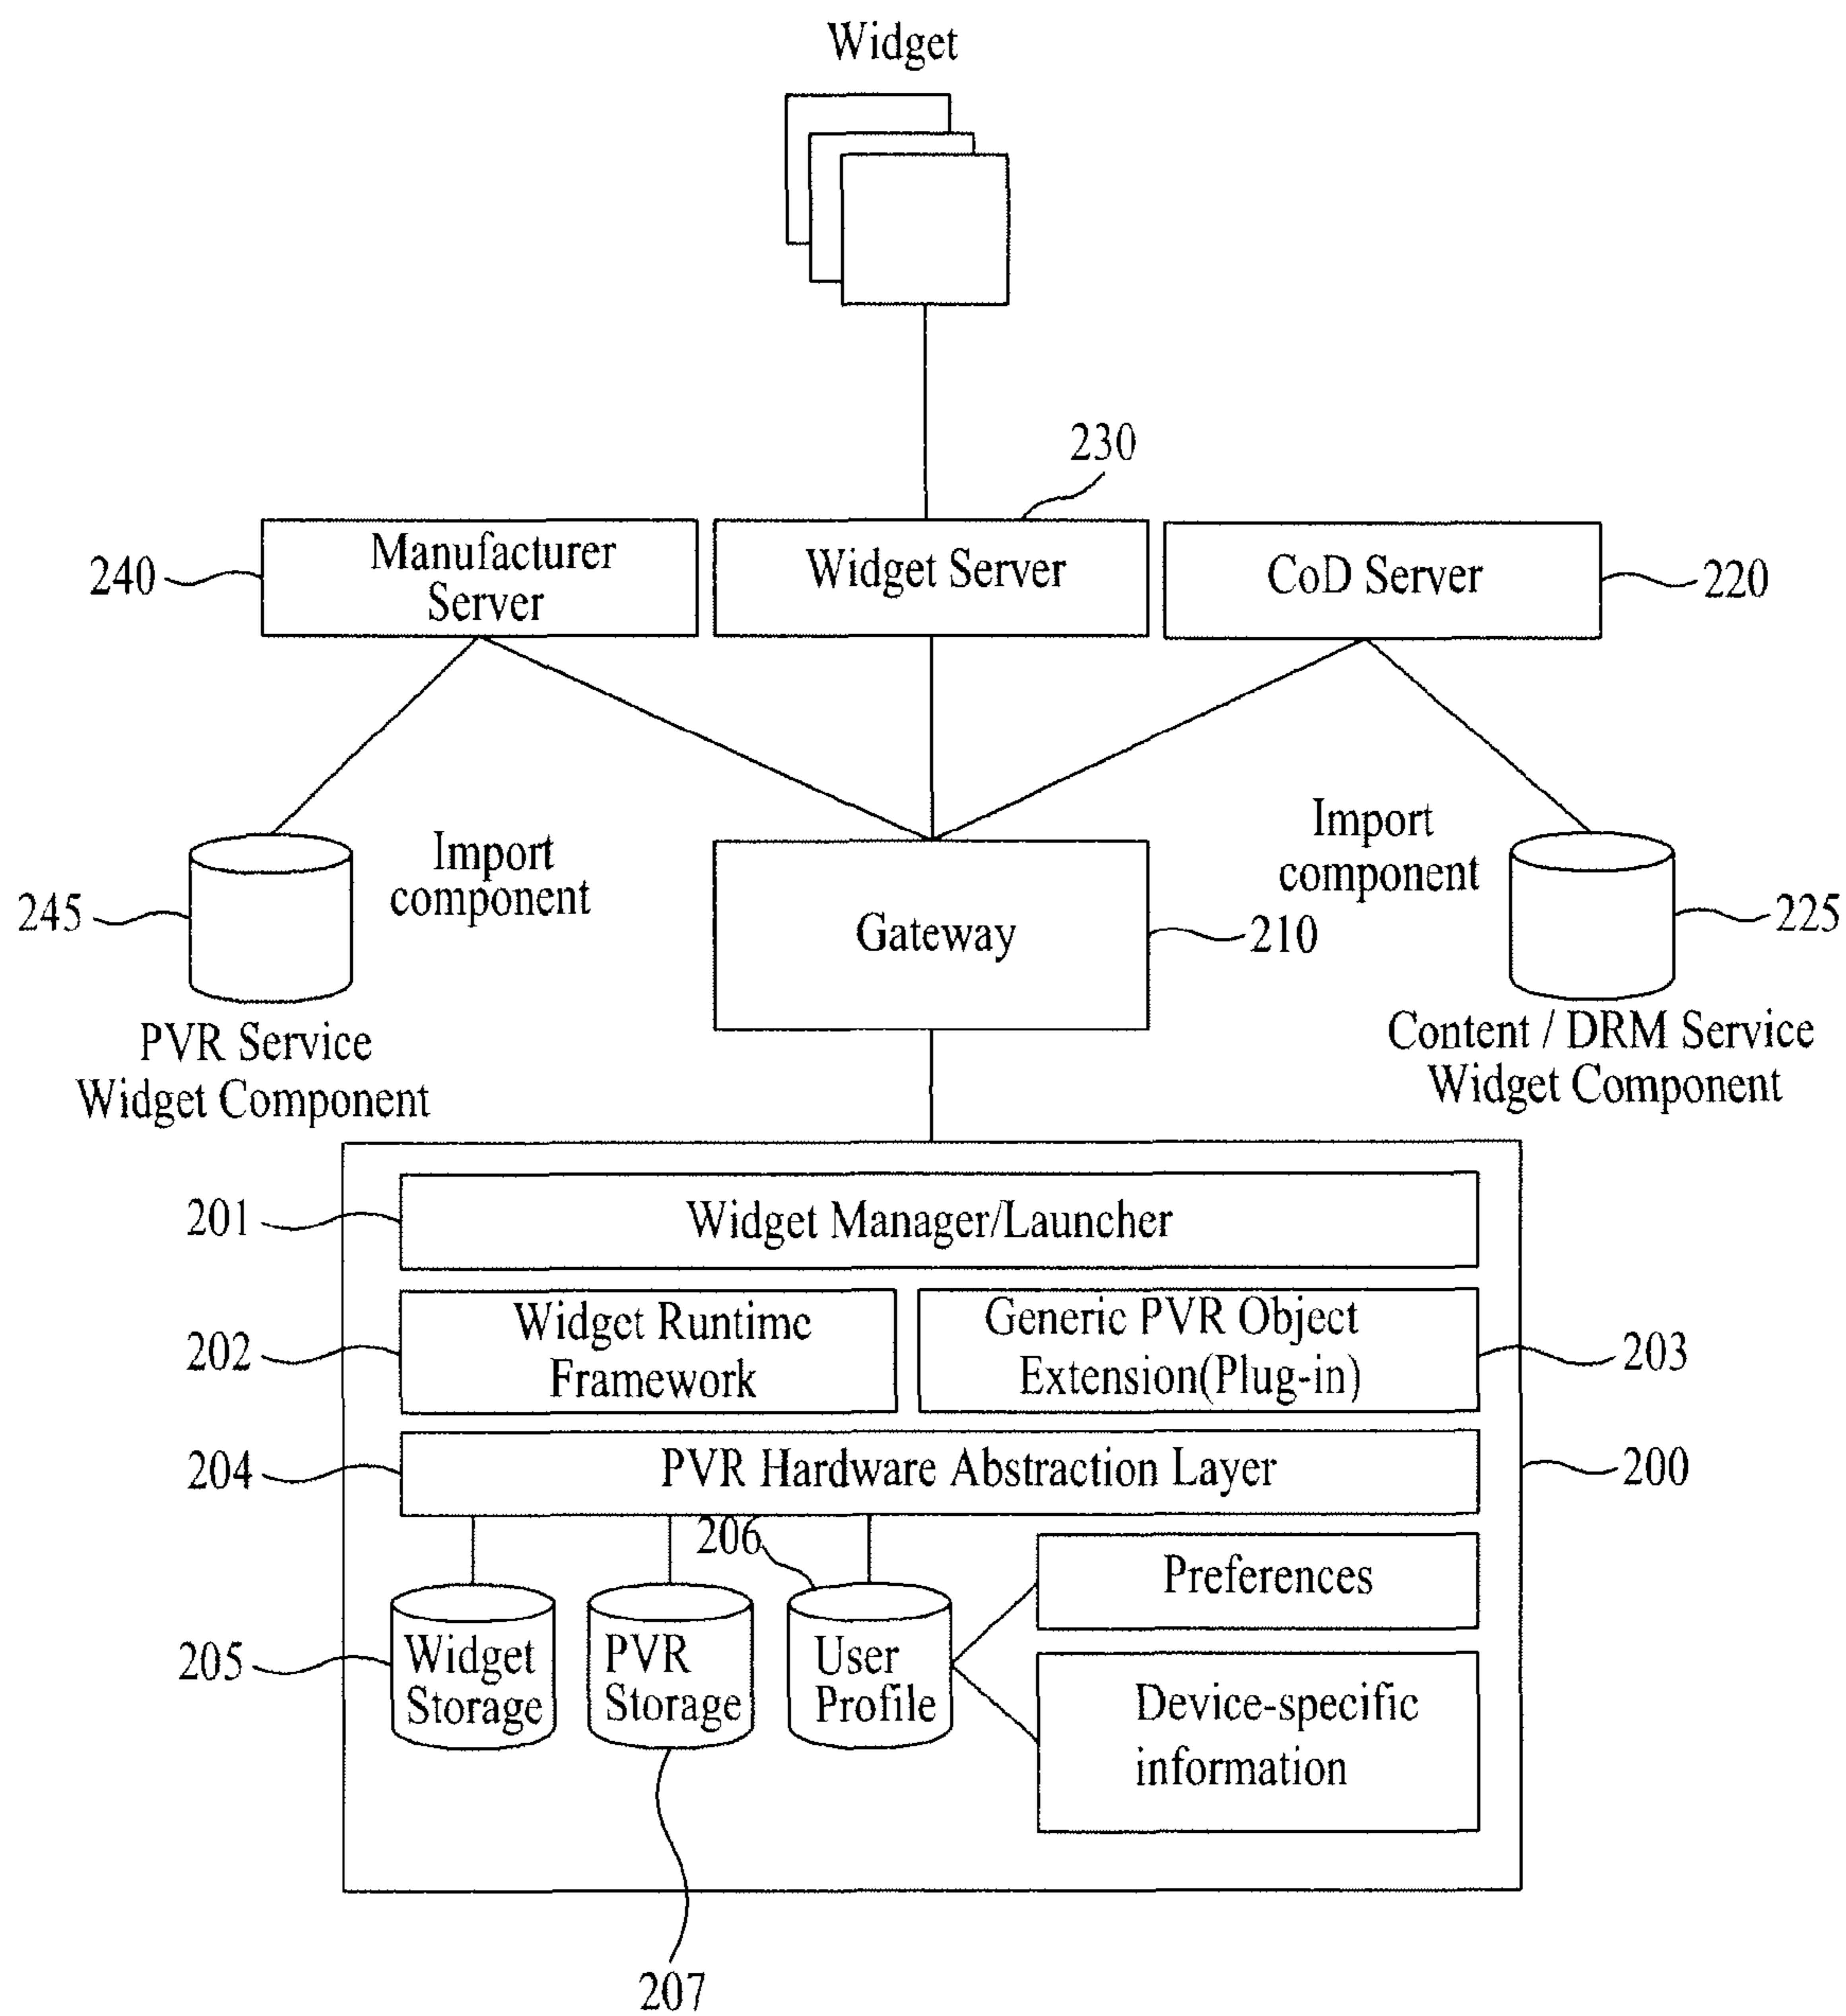 Widget
230
240
Manufacturer
Server
Widget Server
CoD Server
220
Import
component
Import
component
245
Gateway
210
225
PVR Service
Widget Component
Content / DRM Service
Widget Component
201
Widget Manager/Launcher
202
Widget Runtime
Framework
Generic PVR Object
Extension(Plug-in)
203
204
PVR Hardware Abstraction Layer
200
206
Preferences
205
Widget
Storage
PVR
Storage
User
Profile
Device-specific
information
207